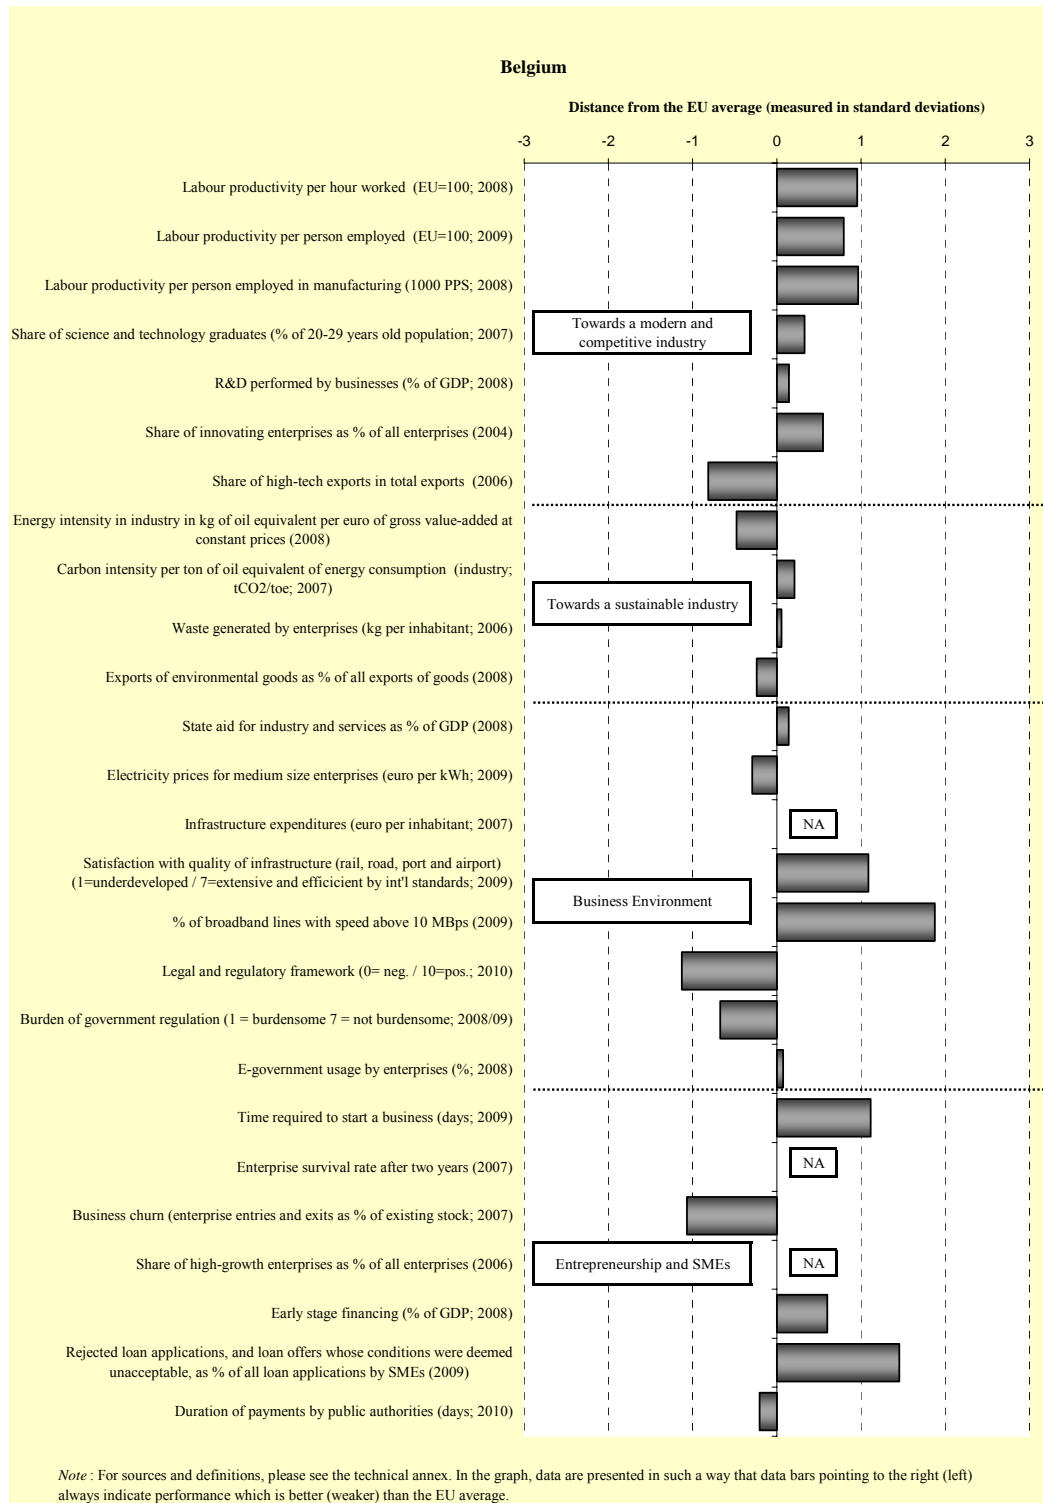 Belgium
Distance from the EU average (measured in standard deviations)
-3 -2 -1 0 1 2 3
Labour productivity per hour worked (EU=100; 2008)
Labour productivity per person employed (EU=100; 2009)
Labour productivity per person employed in manufacturing (1000 PPS; 2008)
Towards a modern and
competitive industry
Share of science and technology graduates (% of 20-29 years old population; 2007)
R&D performed by businesses (% of GDP; 2008)
Share of innovating enterprises as % of all enterprises (2004)
Share of high-tech exports in total exports (2006)
Energy intensity in industry in kg of oil equivalent per euro of gross value-added at
constant prices (2008)
Carbon intensity per ton of oil equivalent of energy consumption (industry;
tCO2/toe; 2007)
Towards a sustainable industry
Waste generated by enterprises (kg per inhabitant; 2006)
Exports of environmental goods as % of all exports of goods (2008)
State aid for industry and services as % of GDP (2008)
Electricity prices for medium size enterprises (euro per kWh; 2009)
Infrastructure expenditures (euro per inhabitant; 2007)
NA
Satisfaction with quality of infrastructure (rail, road, port and airport)
(1=underdeveloped / 7=extensive and efficicient by int'l standards; 2009)
Business Environment
% of broadband lines with speed above 10 MBps (2009)
Legal and regulatory framework (0= neg. / 10=pos.; 2010)
Burden of government regulation (1 = burdensome 7 = not burdensome; 2008/09)
E-government usage by enterprises (%; 2008)
Time required to start a business (days; 2009)
Enterprise survival rate after two years (2007)
NA
Business churn (enterprise entries and exits as % of existing stock; 2007)
Share of high-growth enterprises as % of all enterprises (2006)
Entrepreneurship and SMEs
NA
Early stage financing (% of GDP; 2008)
Rejected loan applications, and loan offers whose conditions were deemed
unacceptable, as % of all loan applications by SMEs (2009)
Duration of payments by public authorities (days; 2010)
Note : For sources and definitions, please see the technical annex. In the graph, data are presented in such a way that data bars pointing to the right (left)
always indicate performance which is better (weaker) than the EU average.